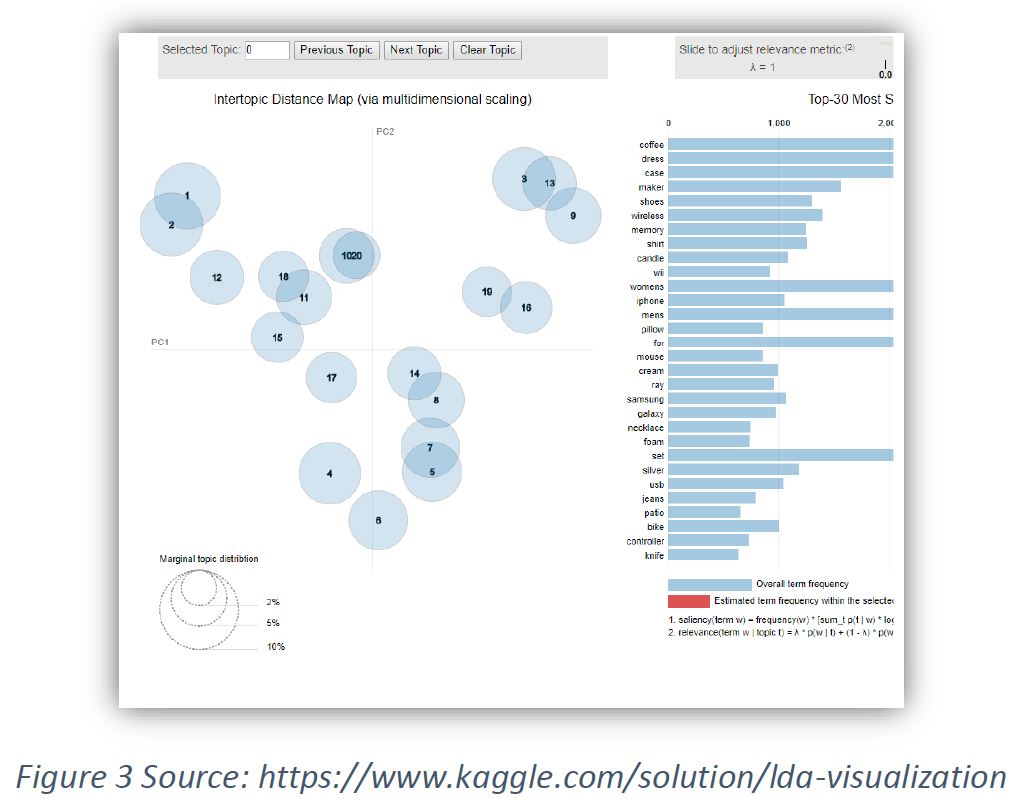 Selected Topic: 0 Previous Topic Next Topic Clear Topic
Slide to adjust relevance metric:(2)
λ = 1
0.0
Intertopic Distance Map (via multidimensional scaling)
Top-30 Most S
PC2
PC1
1
2
3
13
9
12
18
11
1020
19
16
15
17
14
8
7
5
4
6
Marginal topic distribtion
2%
5%
10%
0 1,000 2,00
coffee
dress
case
maker
shoes
wireless
memory
shirt
candle
wii
womens
iphone
mens
pillow
for
mouse
cream
ray
samsung
galaxy
necklace
foam
set
silver
usb
jeans
patio
bike
controller
knife
Overall term frequency
Estimated term frequency within the selected
1. saliency(term w) = frequency(w) * [sum_t p(t | w) * log
2. relevance(term w | topic t) = λ * p(w | t) + (1 - λ) * p(w
Figure 3 Source: https://www.kaggle.com/solution/lda-visualization